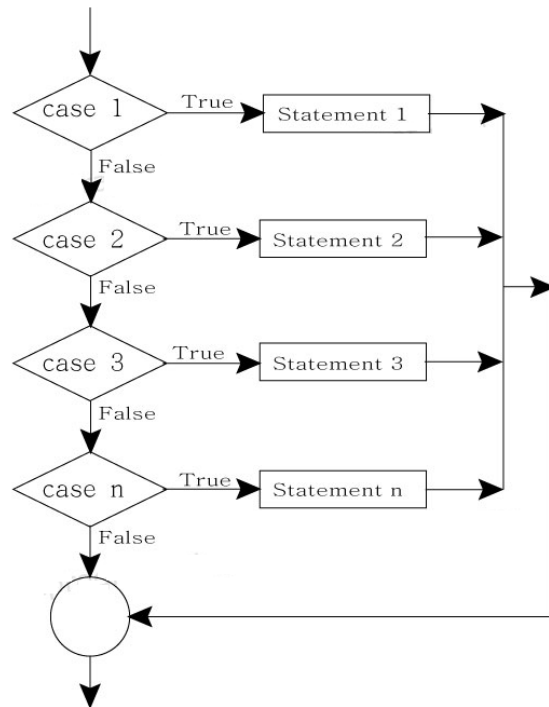 case 1
True
Statement 1
False
case 2
True
Statement 2
False
case 3
True
Statement 3
False
case n
True
Statement n
False